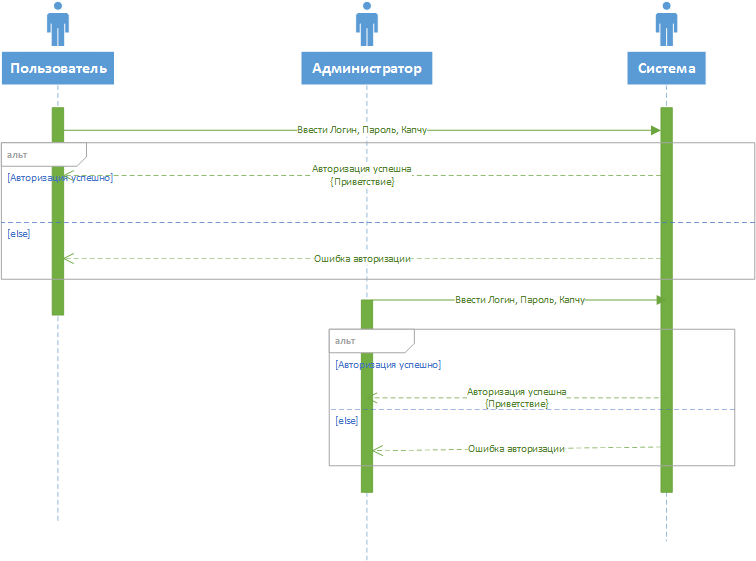 Пользователь
Администратор
Система
Ввести Логин, Пароль, Капчу
альт
[Авторизация успешно]
Авторизация успешна
{Приветствие}
[else]
Ошибка авторизации
Ввести Логин, Пароль, Капчу
альт
[Авторизация успешно]
Авторизация успешна
{Приветствие}
[else]
Ошибка авторизации